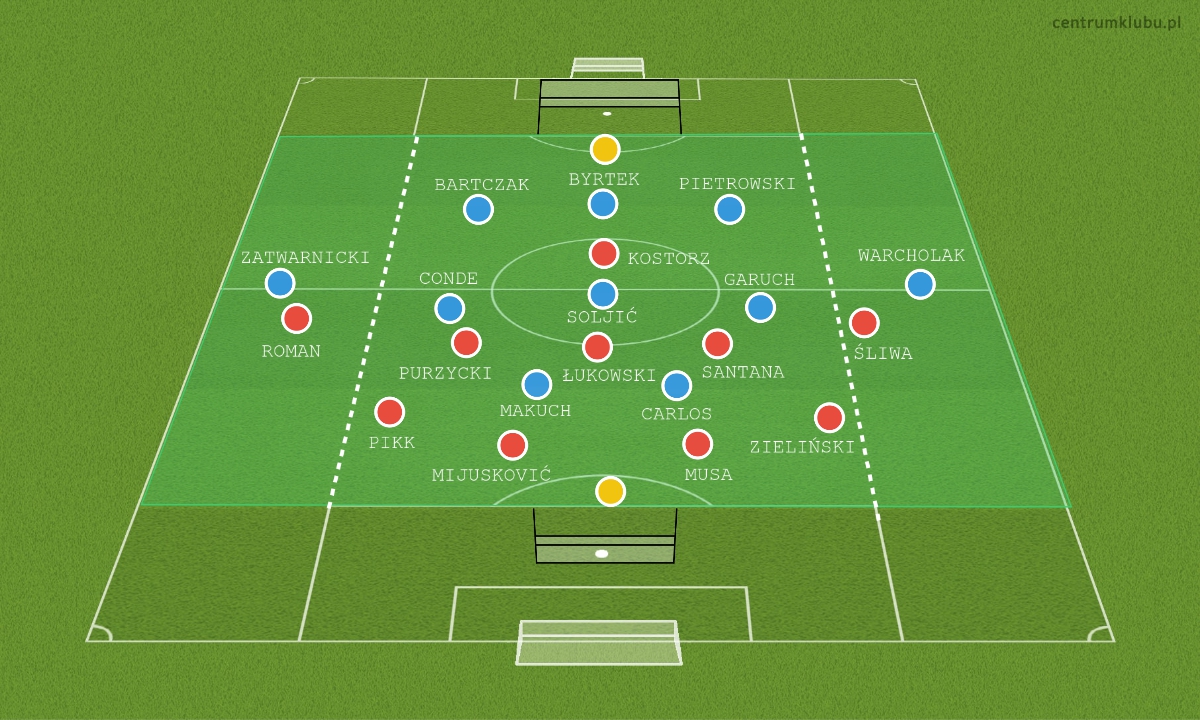 centrumklubu.pl
BYRTEK
BARTCZAK
PIETROWSKI
ZATWARNICKI
KOSTORZ
WARCHOLAK
CONDE
GARUCH
SOLJIĆ
ROMAN
ŚLIWA
PURZYCKI
ŁUKOWSKI
SANTANA
MAKUCH
CARLOS
PIKK
ZIELIŃSKI
MIJUSKOVIĆ
MUSA